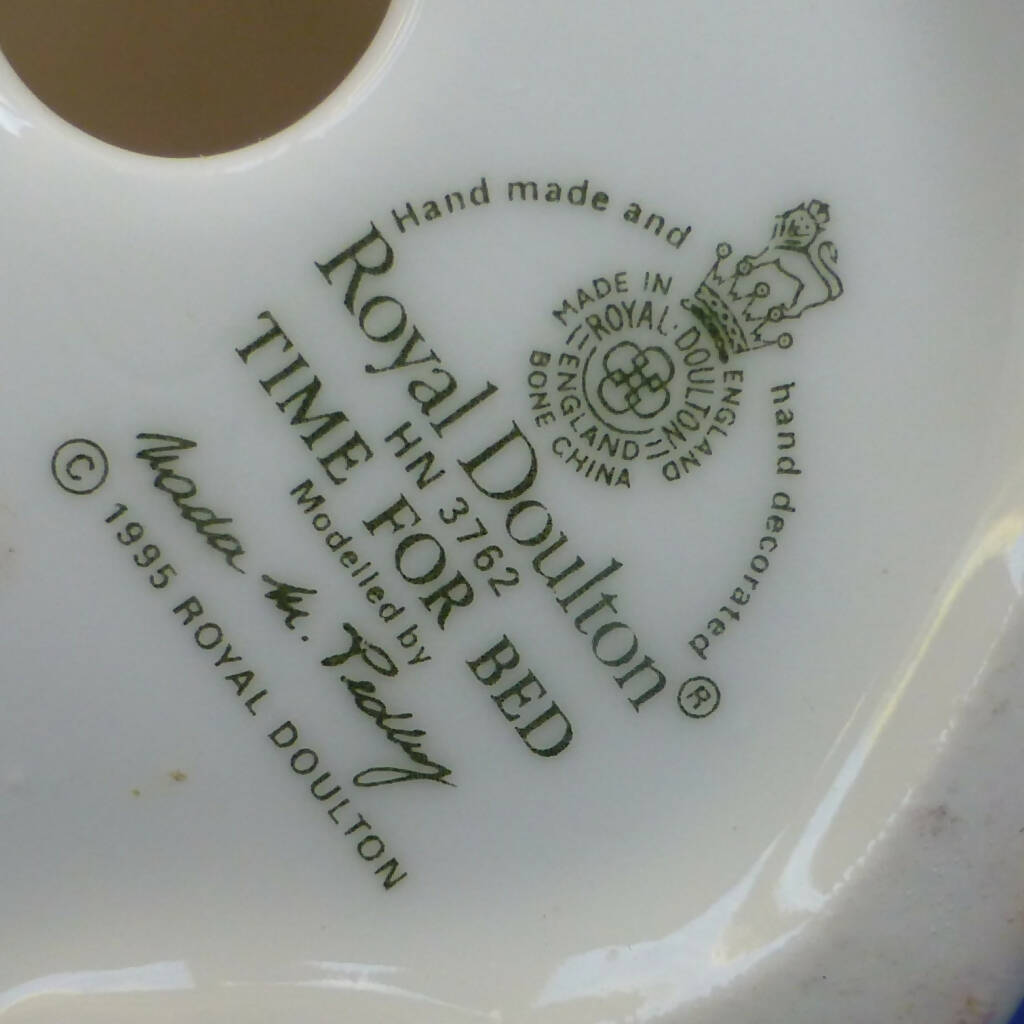 Hand made and hand decorated
MADE IN ENGLAND
BONE CHINA
ROYAL·DOULTON
ENGLAND
Royal Doulton ®
HN 3762
TIME FOR BED
Modelled by
Nada M. Pedley
© 1995 ROYAL DOULTON